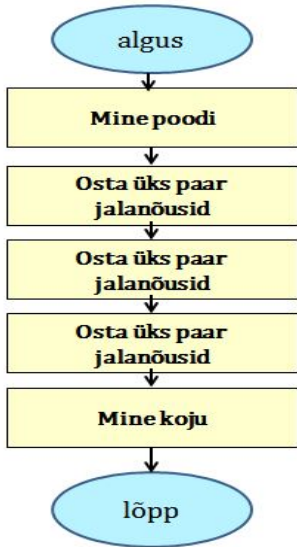 algus
Mine poodi
Osta üks paar
jalanõusid
Osta üks paar
jalanõusid
Osta üks paar
jalanõusid
Mine koju
lõpp